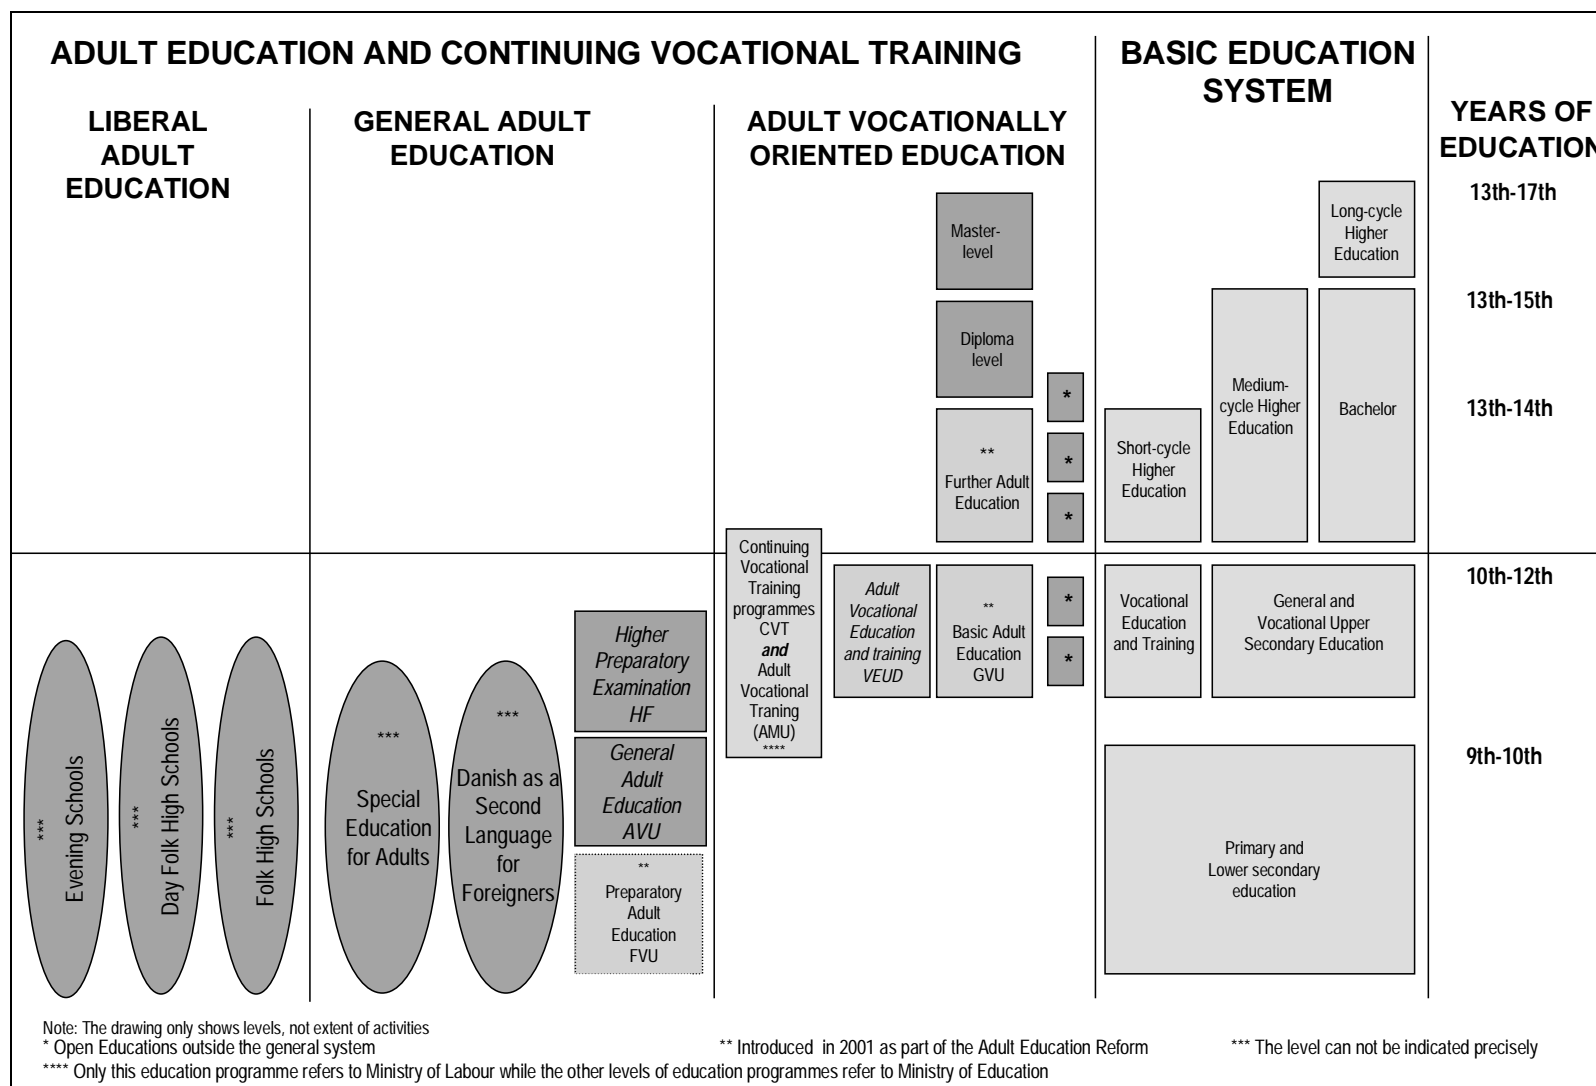 ADULT EDUCATION AND CONTINUING VOCATIONAL TRAINING
BASIC EDUCATION
SYSTEM
YEARS OF
EDUCATION
LIBERAL
ADULT
EDUCATION
GENERAL ADULT
EDUCATION
ADULT VOCATIONALLY
ORIENTED EDUCATION
Master-
level
Diploma
level
**
Further Adult
Education
*
*
*
Long-cycle
Higher
Education
Medium-
cycle Higher
Education
Bachelor
Short-cycle
Higher
Education
13th-17th
13th-15th
13th-14th
***
Evening Schools
***
Day Folk High Schools
***
Folk High Schools
***
Special
Education
for Adults
***
Danish as a
Second
Language
for
Foreigners
Higher
Preparatory
Examination
HF
General
Adult
Education
AVU
**
Preparatory
Adult
Education
FVU
Continuing
Vocational
Training
programmes
CVT
and
Adult
Vocational
Traning
(AMU)
****
Adult
Vocational
Education
and training
VEUD
**
Basic Adult
Education
GVU
*
*
Vocational
Education
and Training
General and
Vocational Upper
Secondary Education
10th-12th
Primary and
Lower secondary
education
9th-10th
Note: The drawing only shows levels, not extent of activities
* Open Educations outside the general system
** Introduced in 2001 as part of the Adult Education Reform
*** The level can not be indicated precisely
**** Only this education programme refers to Ministry of Labour while the other levels of education programmes refer to Ministry of Education